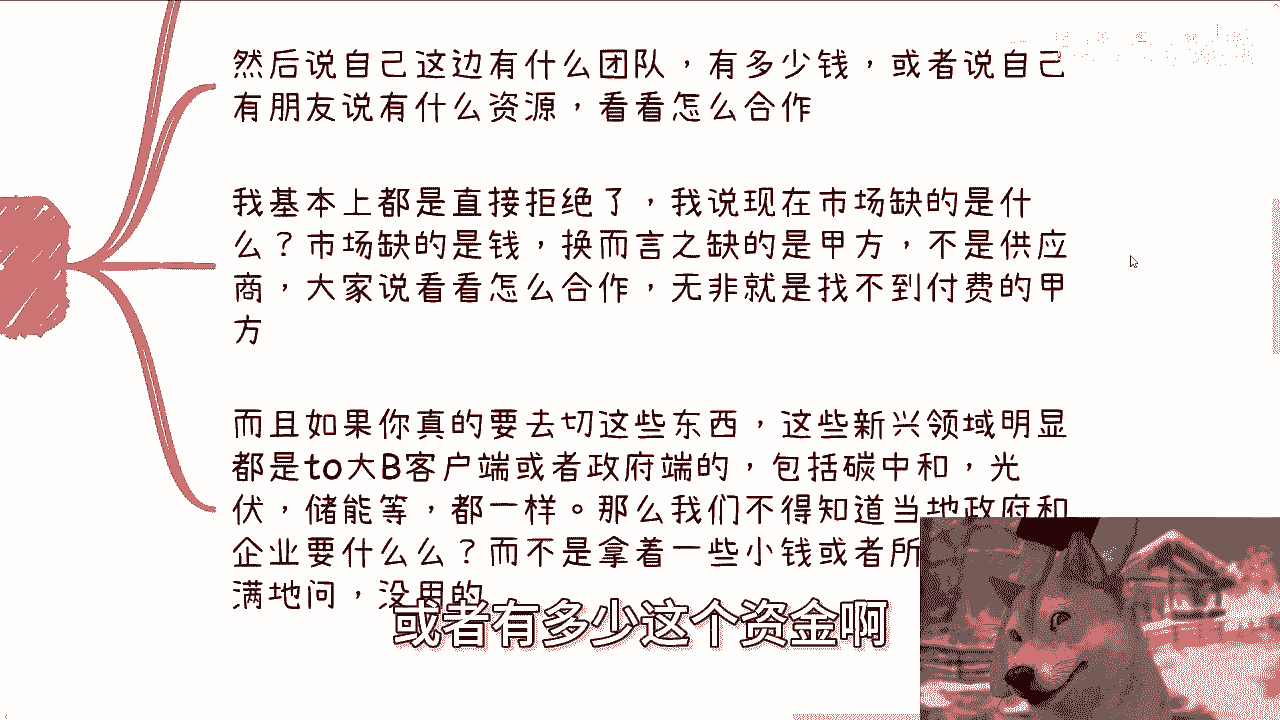 然后说自己这边有什么团队，有多少钱，或者说自己
有朋友说有什么资源，看看怎么合作
我基本上都是直接拒绝了，我说现在市场缺的是什
么？市场缺的是钱，换而言之缺的是甲方，不是供应
商，大家说看看怎么合作，无非就是找不到付费的甲
方
而且如果你真的要去切这些东西，这些新兴领域明显
都是to大B客户端或者政府端的，包括碳中和，光
伏，储能等，都一样。那么我们不得知道当地政府和
企业要什么么？而不是拿着一些小钱或者所
满地问，没用的
或者有多少这个资金啊